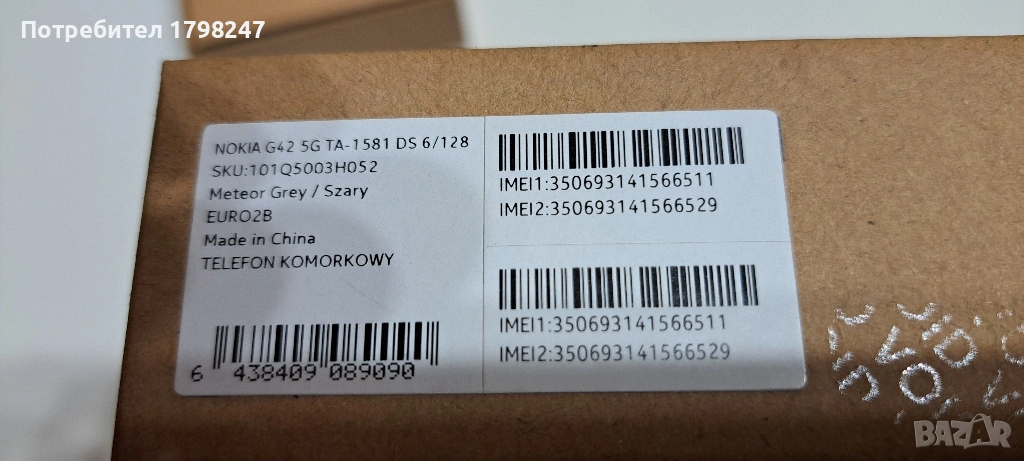 Потребител 1798247
NOKIA G42 5G TA-1581 DS 6/128
SKU:101Q5003H052
Meteor Grey / Szary
EURO2B
Made in China
TELEFON KOMORKOWY
6 438409 089090
IMEI1:350693141566511
IMEI2:350693141566529
IMEI1:350693141566511
IMEI2:350693141566529
BAZAR